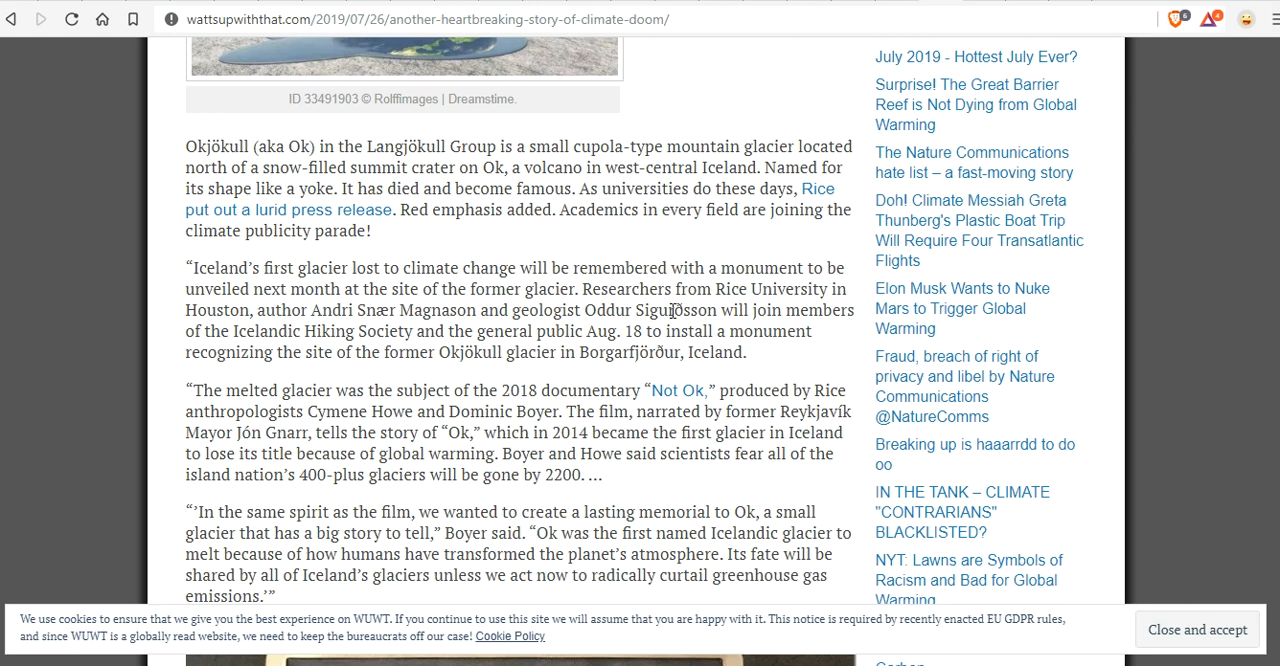 wattsupwiththat.com/2019/07/26/another-heartbreaking-story-of-climate-doom/
6
4
ID 33491903 © Rolffimages | Dreamstime.
Okjökull (aka Ok) in the Langjökull Group is a small cupola-type mountain glacier located
north of a snow-filled summit crater on Ok, a volcano in west-central Iceland. Named for
its shape like a yoke. It has died and become famous. As universities do these days, Rice
put out a lurid press release. Red emphasis added. Academics in every field are joining the
climate publicity parade!
“Iceland’s first glacier lost to climate change will be remembered with a monument to be
unveiled next month at the site of the former glacier. Researchers from Rice University in
Houston, author Andri Snær Magnason and geologist Oddur Sigurðsson will join members
of the Icelandic Hiking Society and the general public Aug. 18 to install a monument
recognizing the site of the former Okjökull glacier in Borgarfjörður, Iceland.
“The melted glacier was the subject of the 2018 documentary “Not Ok,” produced by Rice
anthropologists Cymene Howe and Dominic Boyer. The film, narrated by former Reykjavík
Mayor Jón Gnarr, tells the story of “Ok,” which in 2014 became the first glacier in Iceland
to lose its title because of global warming. Boyer and Howe said scientists fear all of the
island nation’s 400-plus glaciers will be gone by 2200. …
“’In the same spirit as the film, we wanted to create a lasting memorial to Ok, a small
glacier that has a big story to tell,” Boyer said. “Ok was the first named Icelandic glacier to
melt because of how humans have transformed the planet’s atmosphere. Its fate will be
shared by all of Iceland’s glaciers unless we act now to radically curtail greenhouse gas
emissions.’”
July 2019 - Hottest July Ever?
Surprise! The Great Barrier
Reef is Not Dying from Global
Warming
The Nature Communications
hate list – a fast-moving story
Doh! Climate Messiah Greta
Thunberg's Plastic Boat Trip
Will Require Four Transatlantic
Flights
Elon Musk Wants to Nuke
Mars to Trigger Global
Warming
Fraud, breach of right of
privacy and libel by Nature
Communications
@NatureComms
Breaking up is haaarrdd to do
oo
IN THE TANK – CLIMATE
"CONTRARIANS"
BLACKLISTED?
NYT: Lawns are Symbols of
Racism and Bad for Global
Warming
We use cookies to ensure that we give you the best experience on WUWT. If you continue to use this site we will assume that you are happy with it. This notice is required by recently enacted EU GDPR rules,
and since WUWT is a globally read website, we need to keep the bureaucrats off our case! Cookie Policy
Close and accept